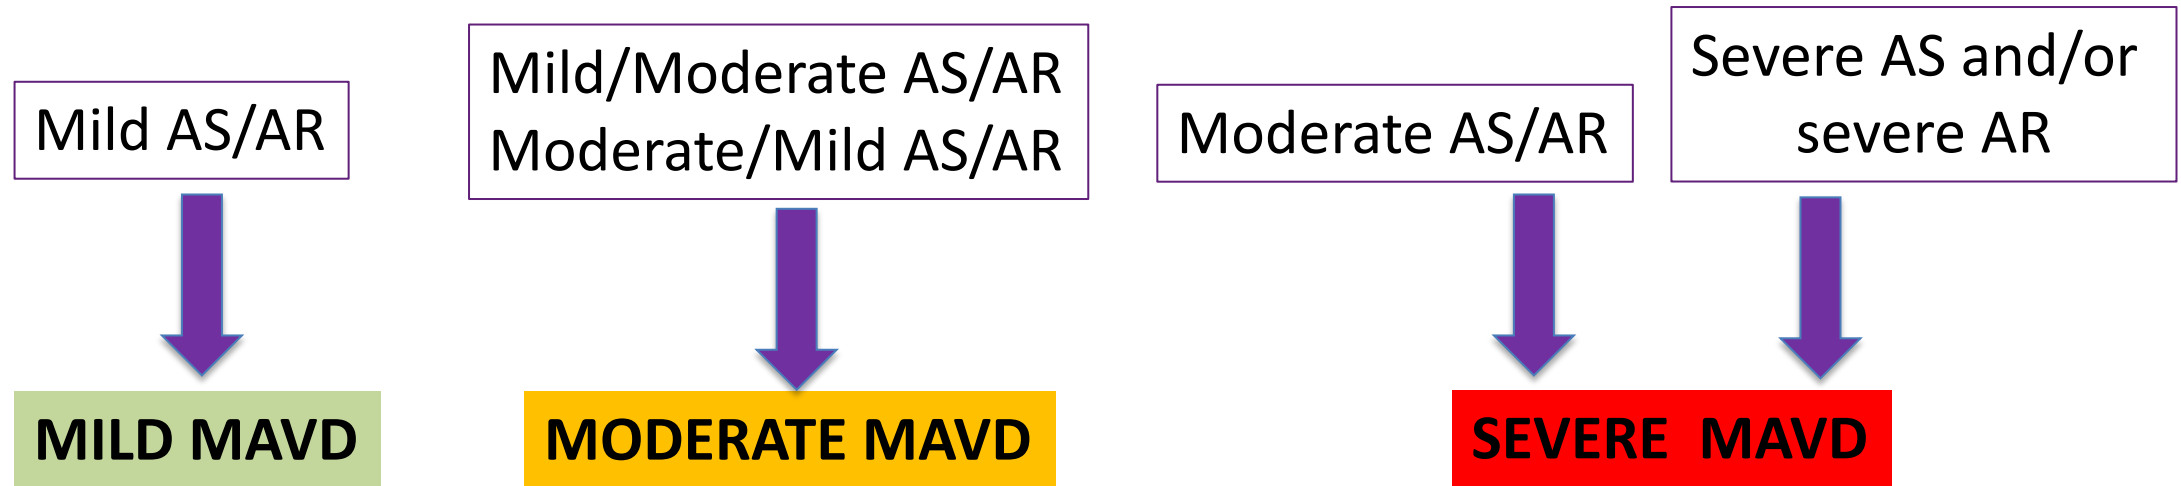 Mild AS/AR
Mild/Moderate AS/AR
Moderate/Mild AS/AR
Moderate AS/AR
Severe AS and/or
severe AR
MILD MAVD
MODERATE MAVD
SEVERE MAVD